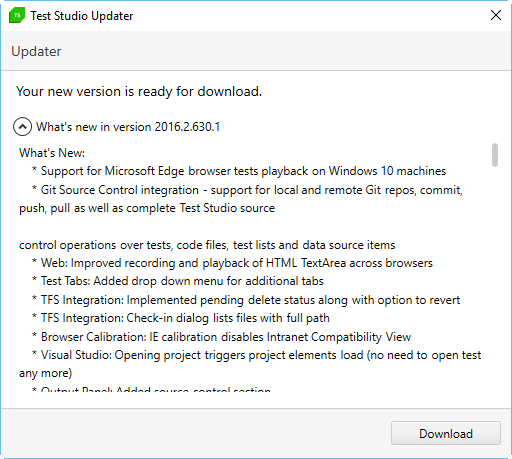 TS Test Studio Updater
Updater
Your new version is ready for download.
What's new in version 2016.2.630.1
What's New:
* Support for Microsoft Edge browser tests playback on Windows 10 machines
* Git Source Control integration - support for local and remote Git repos, commit,
push, pull as well as complete Test Studio source
control operations over tests, code files, test lists and data source items
* Web: Improved recording and playback of HTML TextArea across browsers
* Test Tabs: Added drop down menu for additional tabs
* TFS Integration: Implemented pending delete status along with option to revert
* TFS Integration: Check-in dialog lists files with full path
* Browser Calibration: IE calibration disables Intranet Compatibility View
* Visual Studio: Opening project triggers project elements load (no need to open test
any more)
* Output Panel: Added source control section
Download